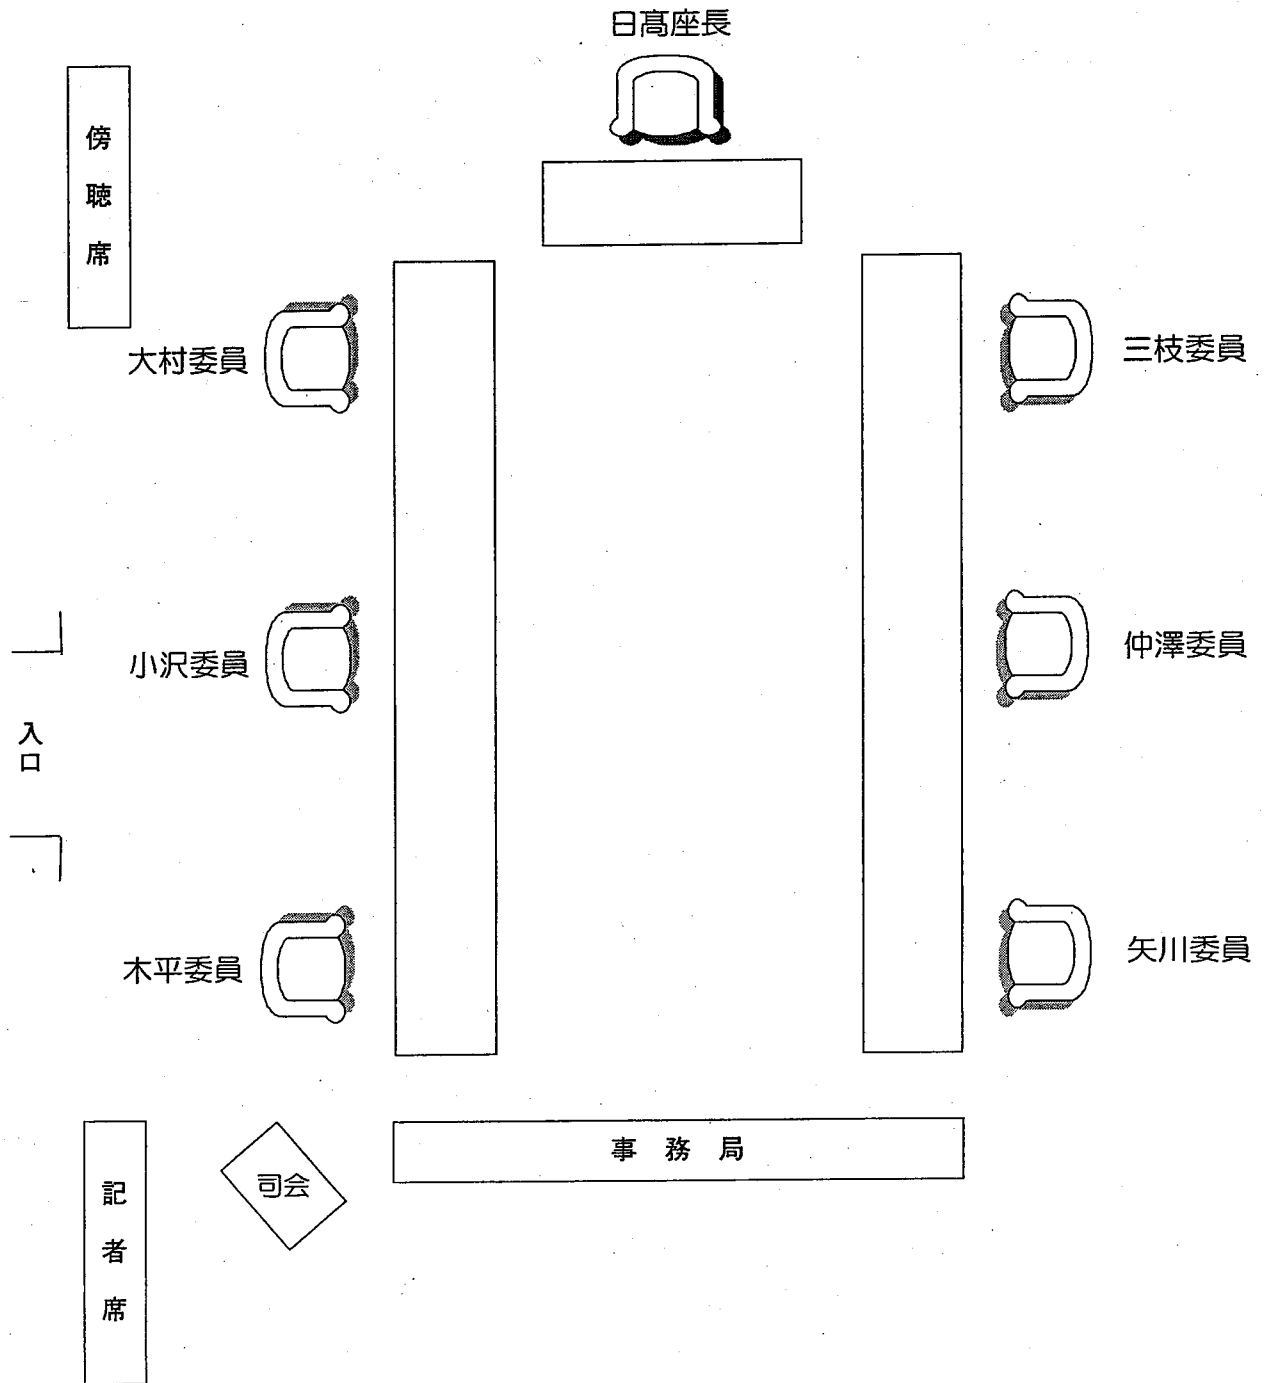 日髙座長
傍聴席
大村委員
三枝委員
小沢委員
仲澤委員
入口
木平委員
矢川委員
事務局
司会
記者席